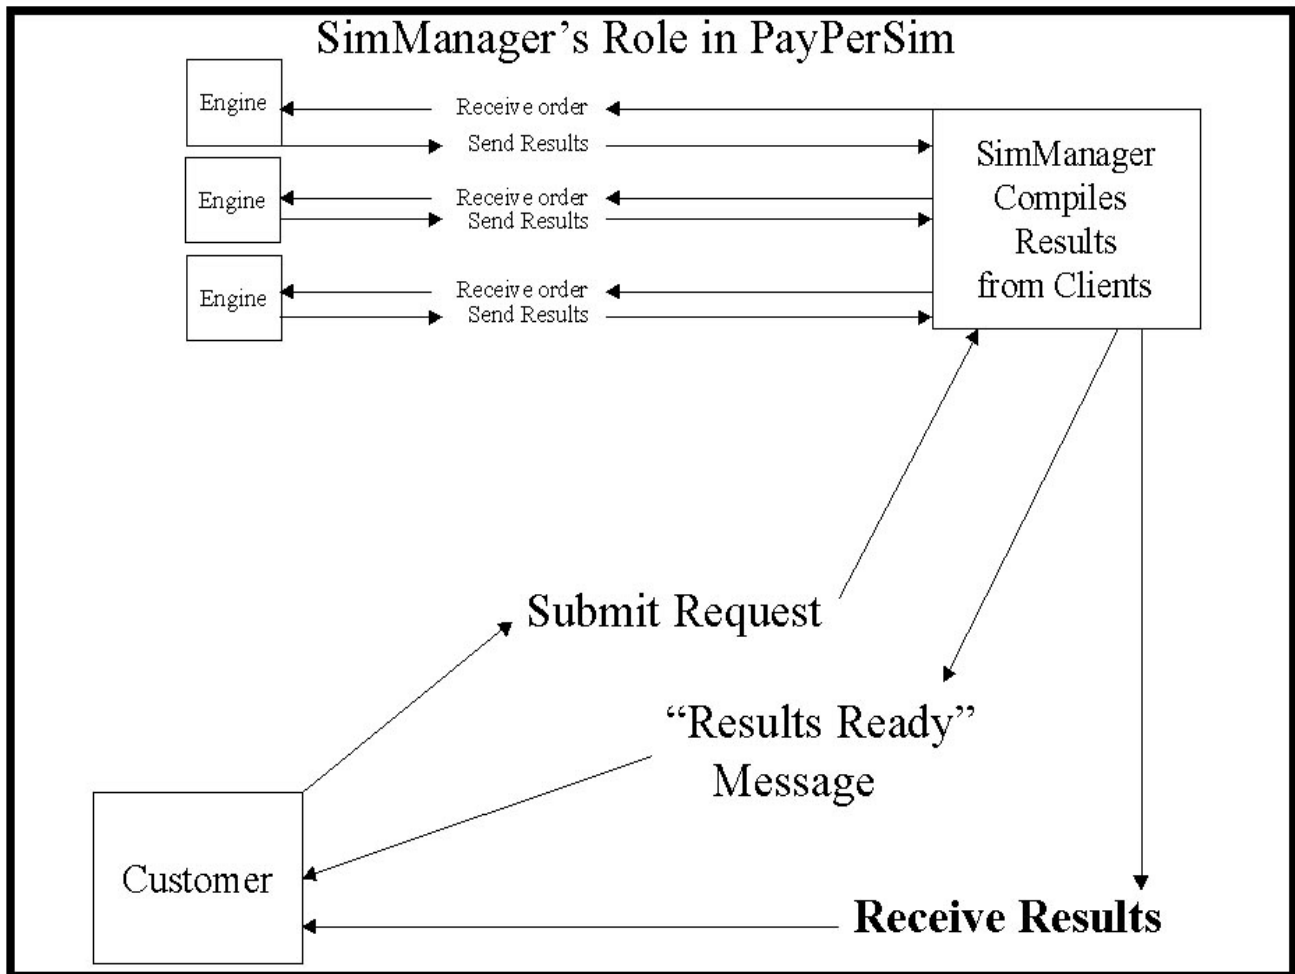 SimManager’s Role in PayPerSim
Engine
Receive order
Send Results
Engine
Receive order
Send Results
Engine
Receive order
Send Results
SimManager
Compiles
Results
from Clients
Submit Request
“Results Ready”
Message
Customer
Receive Results